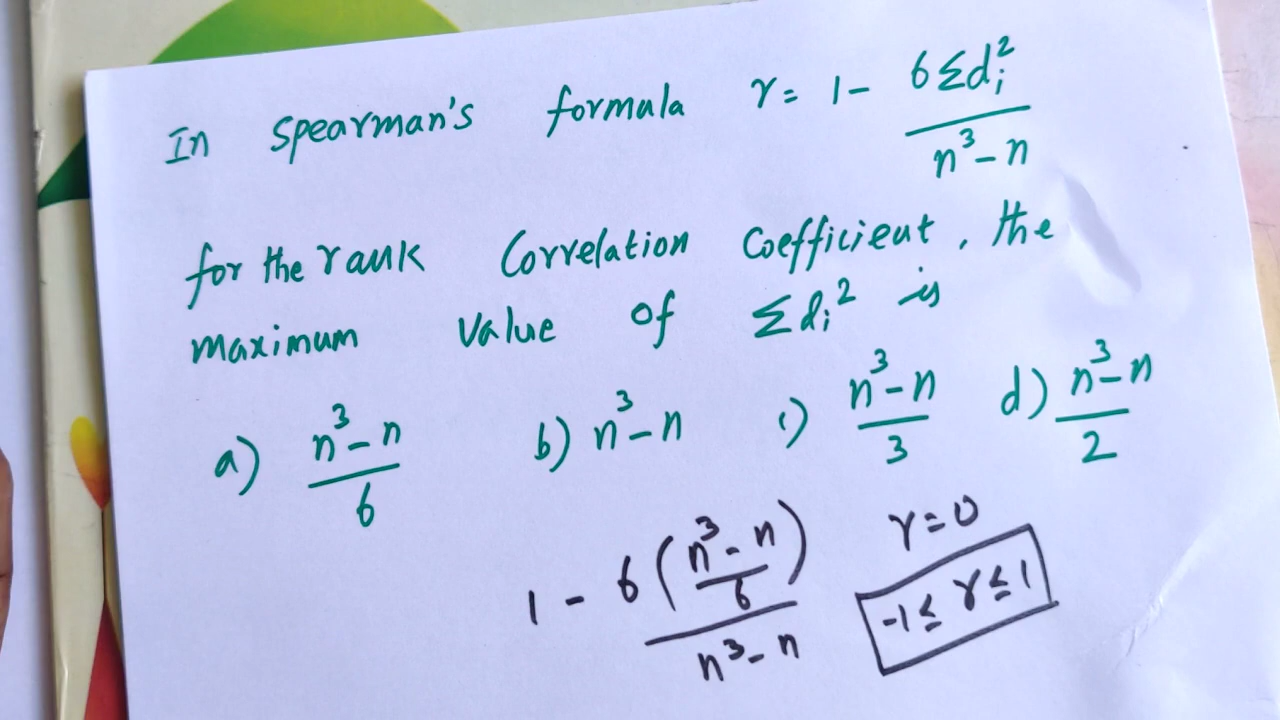 In Spearman's formula r = 1 - 6Σdᵢ² / n³-n
for the rank Correlation Coefficient, the
maximum value of Σdᵢ² is
a) n³-n / 6 b) n³-n c) n³-n / 3 d) n³-n / 2
1 - 6(n³-n / 6) / n³-n r=0
-1≤ r ≤1